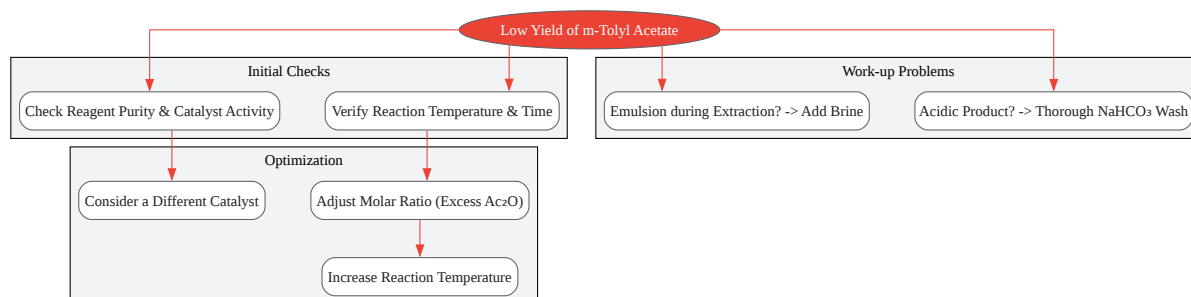 Low Yield of m-Tolyl Acetate
Initial Checks
Work-up Problems
Check Reagent Purity & Catalyst Activity
Verify Reaction Temperature & Time
Emulsion during Extraction? -> Add Brine
Acidic Product? -> Thorough NaHCO₃ Wash
Optimization
Consider a Different Catalyst
Adjust Molar Ratio (Excess Ac₂O)
Increase Reaction Temperature